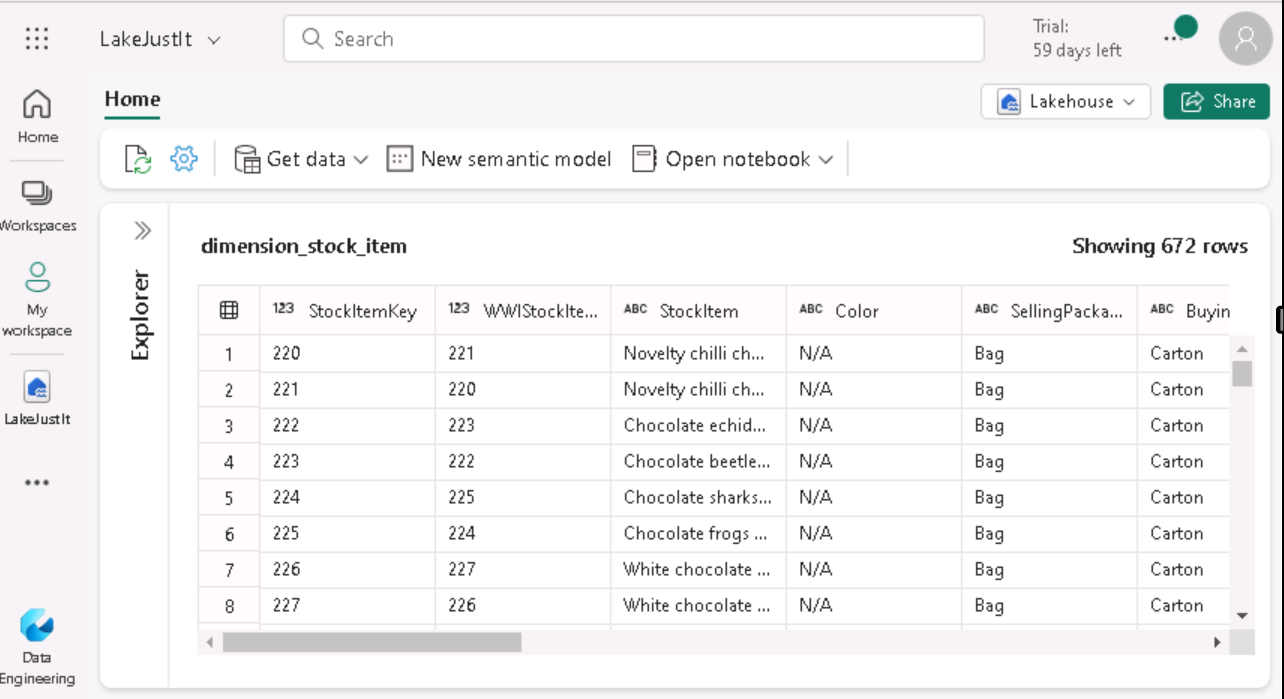 LakeJustIt
Search
Trial:
59 days left
Home
Lakehouse
Share
Home
Get data
New semantic model
Open notebook
Workspaces
My
workspace
LakeJustIt
Data
Engineering
Explorer
dimension_stock_item
Showing 672 rows
123 StockItemKey 123 WWIStockIte... ABC StockItem ABC Color ABC SellingPacka... ABC Buyin
1 220 221 Novelty chilli ch... N/A Bag Carton
2 221 220 Novelty chilli ch... N/A Bag Carton
3 222 223 Chocolate echid... N/A Bag Carton
4 223 222 Chocolate beetle... N/A Bag Carton
5 224 225 Chocolate sharks... N/A Bag Carton
6 225 224 Chocolate frogs ... N/A Bag Carton
7 226 227 White chocolate ... N/A Bag Carton
8 227 226 White chocolate ... N/A Bag Carton